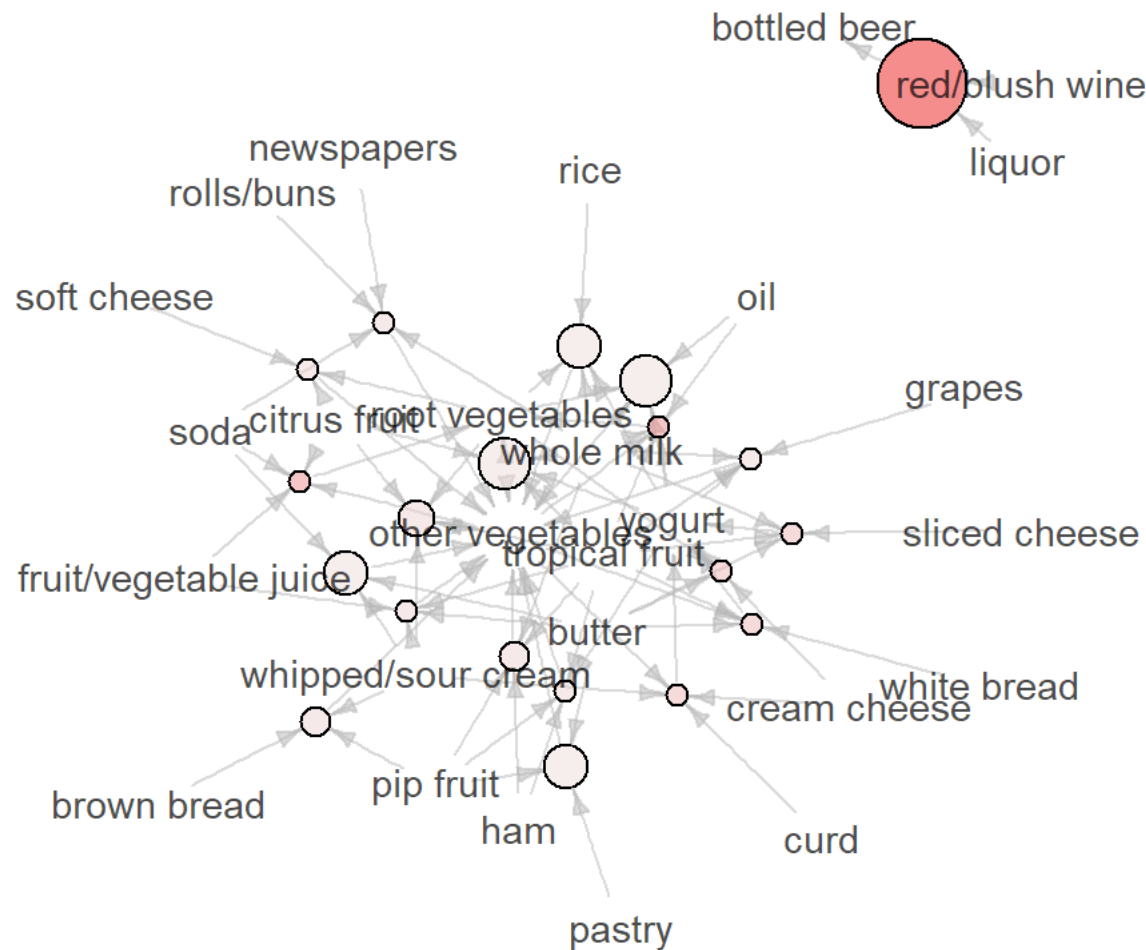 bottled beer
red/blush wine
newspapers
liquor
rice
rolls/buns
soft cheese
oil
grapes
root vegetables
citrus fruit
soda
whole milk
yogurt
other vegetables
sliced cheese
tropical fruit
fruit/vegetable juice
butter
whipped/sour cream
white bread
cream cheese
pip fruit
brown bread
ham
curd
pastry